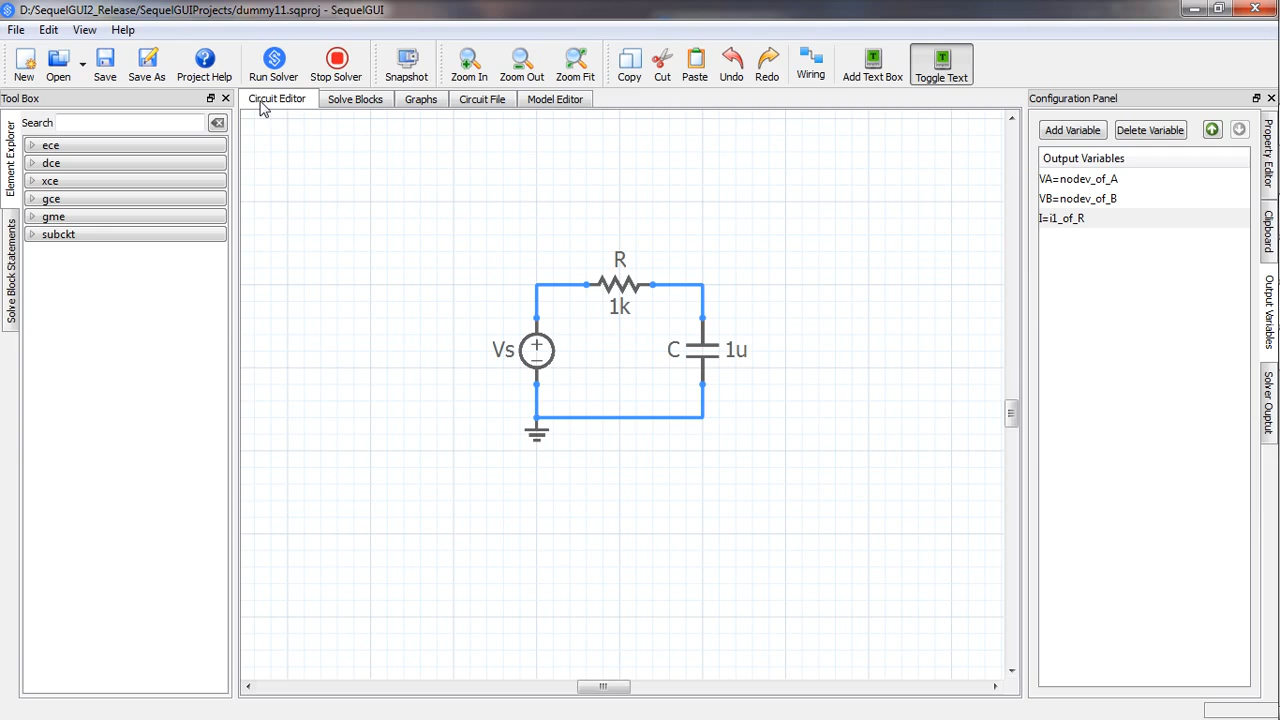 D:/SequelGUI2_Release/SequelGUIProjects/dummy11.sqproj - SequelGUI
File Edit View Help
New Open Save Save As Project Help Run Solver Stop Solver Snapshot Zoom In Zoom Out Zoom Fit Copy Cut Paste Undo Redo Wiring Add Text Box Toggle Text
Tool Box
Circuit Editor Solve Blocks Graphs Circuit File Model Editor
Configuration Panel
Search
Element Explorer
Solve Block Statements
ece
dce
xce
gce
gme
subckt
R
1k
Vs
C 1u
Add Variable Delete Variable
Output Variables
VA=nodev_of_A
VB=nodev_of_B
I=i1_of_R
Property Editor
Clipboard
Output Variables
Solver Ouptut